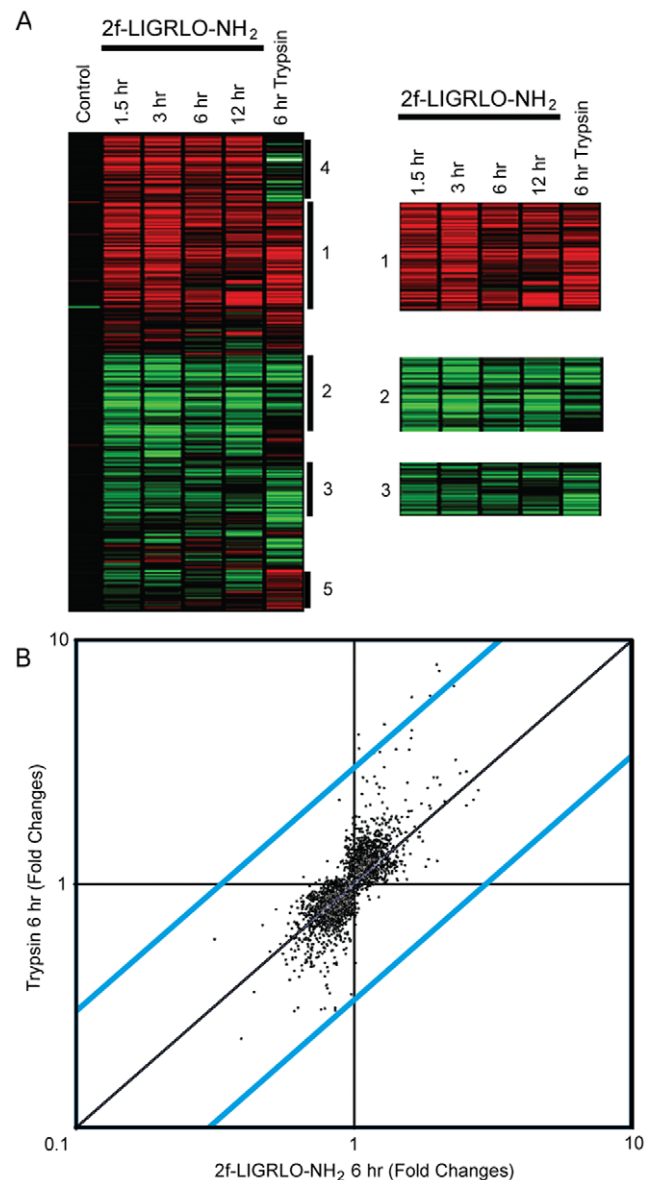 A
2f-LIGRLO-NH2
Control
1.5 hr
3 hr
6 hr
12 hr
6 hr Trypsin
4
1
2
3
5
2f-LIGRLO-NH2
1.5 hr
3 hr
6 hr
12 hr
6 hr Trypsin
1
2
3
B
10
1
0.1
1
10
Trypsin 6 hr (Fold Changes)
2f-LIGRLO-NH2 6 hr (Fold Changes)